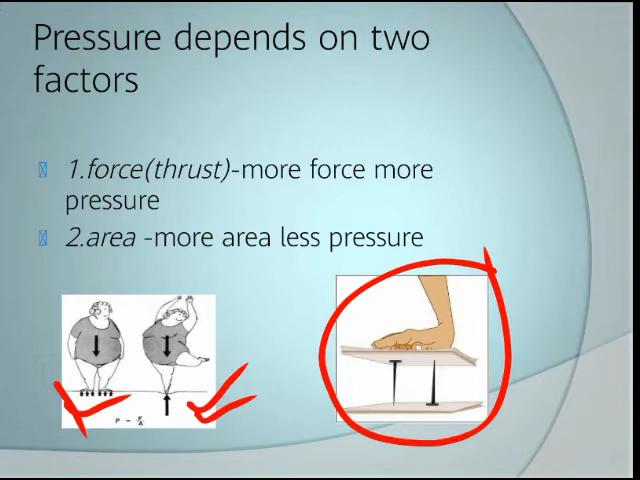 Pressure depends on two
factors
1.force(thrust)-more force more
pressure
2.area -more area less pressure
P = F/A